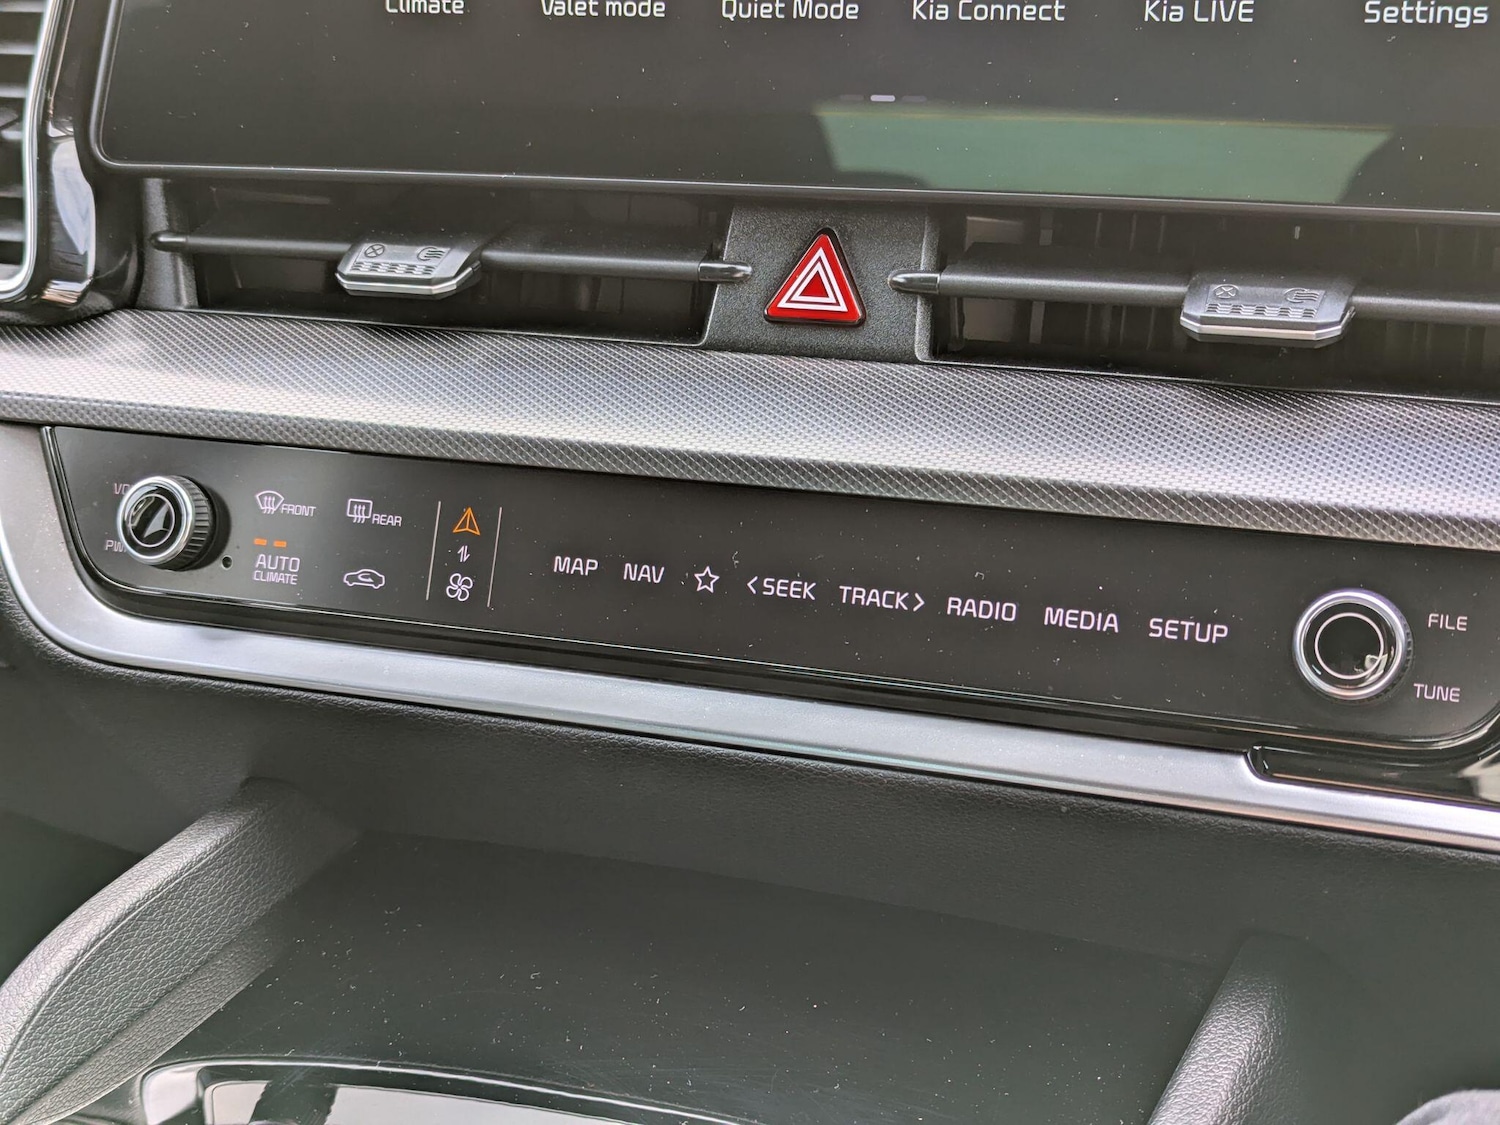 Climate
Valet mode
Quiet Mode
Kia Connect
Kia LIVE
Settings
FRONT
REAR
AUTO
CLIMATE
MAP
NAV
<SEEK
TRACK>
RADIO
MEDIA
SETUP
FILE
TUNE